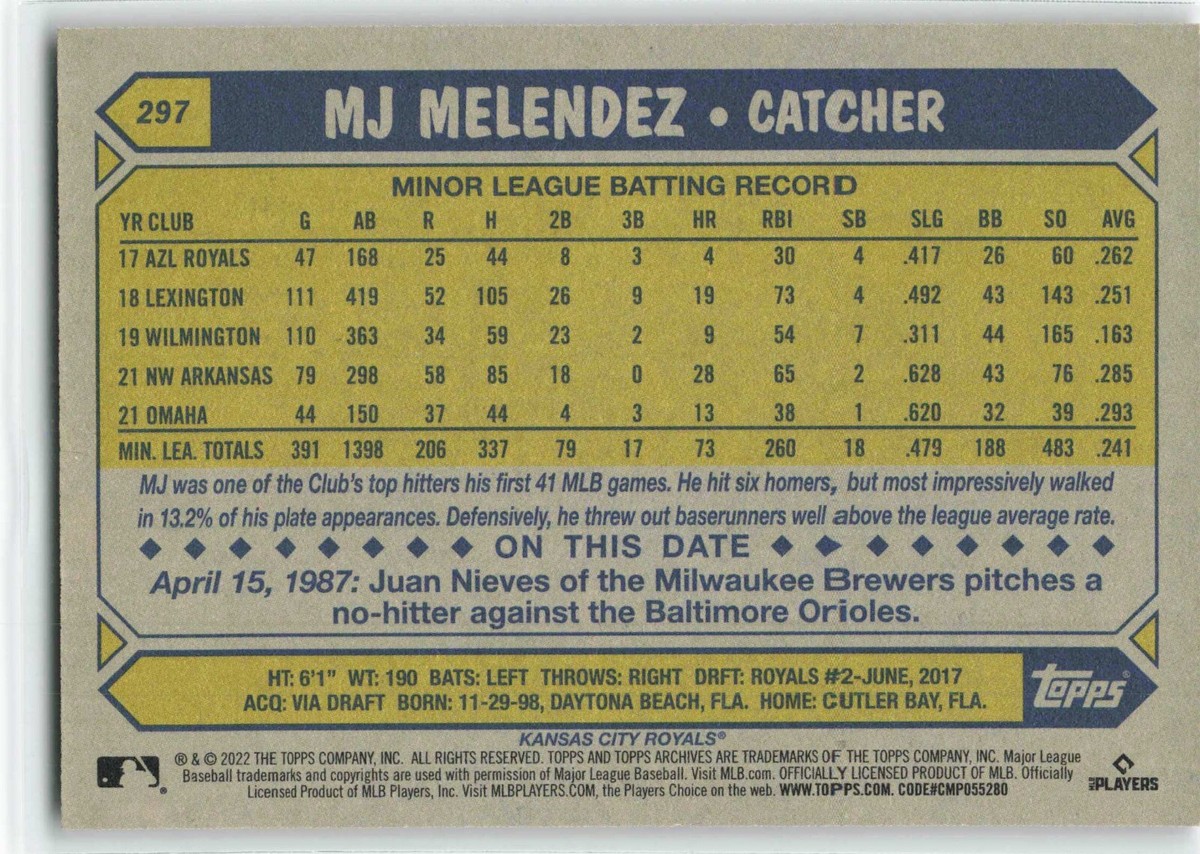 297
MJ MELENDEZ • CATCHER
MINOR LEAGUE BATTING RECORD
YR CLUB G AB R H 2B 3B HR RBI SB SLG BB SO AVG
17 AZL ROYALS 47 168 25 44 8 3 4 30 4 .417 26 60 .262
18 LEXINGTON 111 419 52 105 26 9 19 73 4 .492 43 143 .251
19 WILMINGTON 110 363 34 59 23 2 9 54 7 .311 44 165 .163
21 NW ARKANSAS 79 298 58 85 18 0 28 65 2 .628 43 76 .285
21 OMAHA 44 150 37 44 4 3 13 38 1 .620 32 39 .293
MIN. LEA. TOTALS 391 1398 206 337 79 17 73 260 18 .479 188 483 .241
MJ was one of the Club's top hitters his first 41 MLB games. He hit six homers, but most impressively walked
in 13.2% of his plate appearances. Defensively, he threw out baserunners well above the league average rate.
ON THIS DATE
April 15, 1987: Juan Nieves of the Milwaukee Brewers pitches a
no-hitter against the Baltimore Orioles.
HT: 6'1" WT: 190 BATS: LEFT THROWS: RIGHT DRFT: ROYALS #2-JUNE, 2017
ACQ: VIA DRAFT BORN: 11-29-98, DAYTONA BEACH, FLA. HOME: CUTLER BAY, FLA.
Topps®
KANSAS CITY ROYALS®
® & © 2022 THE TOPPS COMPANY, INC. ALL RIGHTS RESERVED. TOPPS AND TOPPS ARCHIVES ARE TRADEMARKS OF THE TOPPS COMPANY, INC. Major League
Baseball trademarks and copyrights are used with permission of Major League Baseball. Visit MLB.com. OFFICIALLY LICENSED PRODUCT OF MLB. Officially
Licensed Product of MLB Players, Inc. Visit MLBPLAYERS.COM, the Players Choice on the web. WWW.TOPPS.COM. CODE#CMP055280
MLB PLAYERS